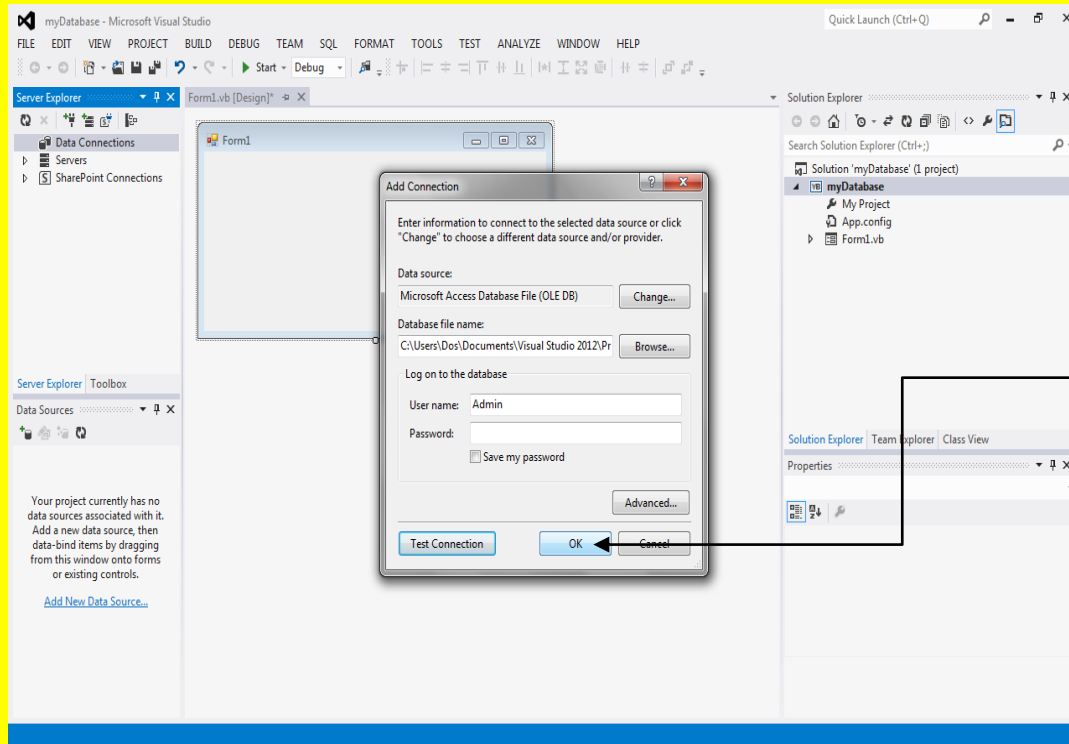 myDatabase - Microsoft Visual Studio
Quick Launch (Ctrl+Q)
FILE EDIT VIEW PROJECT BUILD DEBUG TEAM SQL FORMAT TOOLS TEST ANALYZE WINDOW HELP
Start Debug
Server Explorer
Data Connections
Servers
SharePoint Connections
Server Explorer Toolbox
Data Sources
Your project currently has no
data sources associated with it.
Add a new data source, then
data-bind items by dragging
from this window onto forms
or existing controls.
Add New Data Source...
Form1.vb [Design]*
Form1
Add Connection
Enter information to connect to the selected data source or click
"Change" to choose a different data source and/or provider.
Data source:
Microsoft Access Database File (OLE DB) Change...
Database file name:
C:\Users\Dos\Documents\Visual Studio 2012\Pr Browse...
Log on to the database
User name: Admin
Password:
Save my password
Advanced...
Test Connection OK Cancel
Solution Explorer
Search Solution Explorer (Ctrl+;)
Solution 'myDatabase' (1 project)
VB myDatabase
My Project
App.config
Form1.vb
Solution Explorer Team Explorer Class View
Properties